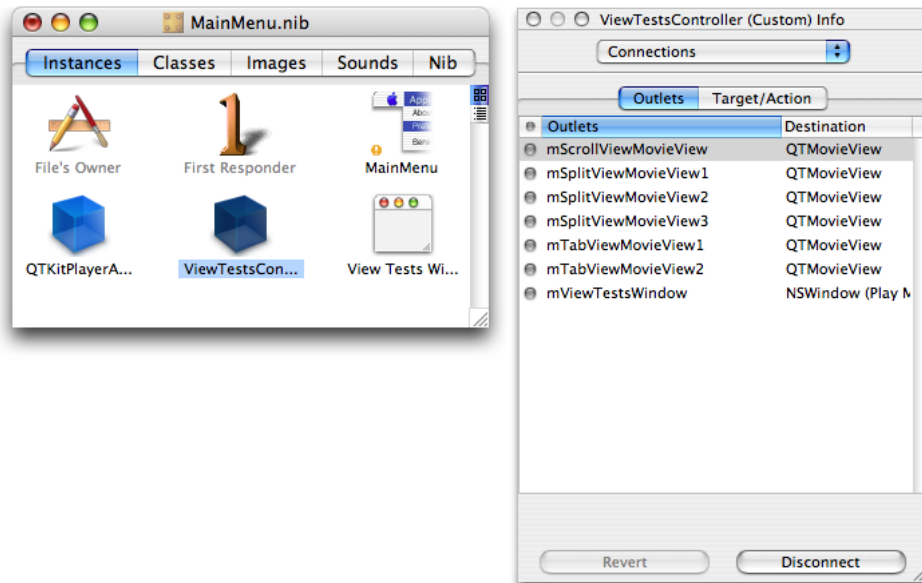 MainMenu.nib
Instances Classes Images Sounds Nib
File's Owner First Responder MainMenu
QTKitPlayerA... ViewTestsCon... View Tests Wi...
ViewTestsController (Custom) Info
Connections
Outlets Target/Action
Outlets Destination
mScrollViewMovieView QTMovieView
mSplitViewMovieView1 QTMovieView
mSplitViewMovieView2 QTMovieView
mSplitViewMovieView3 QTMovieView
mTabViewMovieView1 QTMovieView
mTabViewMovieView2 QTMovieView
mViewTestsWindow NSWindow (Play M
Revert Disconnect